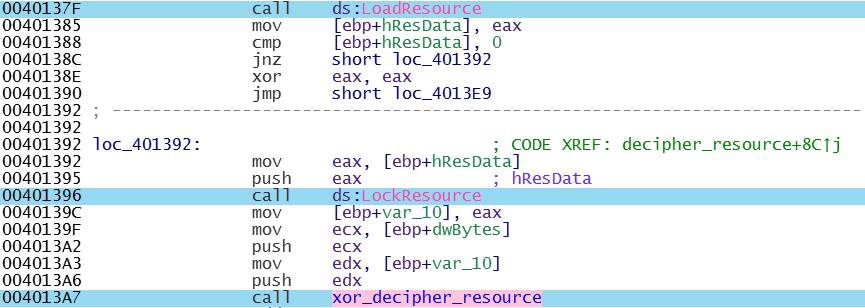 0040137F call ds:LoadResource
00401385 mov [ebp+hResData], eax
00401388 cmp [ebp+hResData], 0
0040138C jnz short loc_401392
0040138E xor eax, eax
00401390 jmp short loc_4013E9
00401392 ; ---------------------------------------------------------------------------
00401392
00401392 loc_401392: ; CODE XREF: decipher_resource+8C↑j
00401392 mov eax, [ebp+hResData]
00401395 push eax ; hResData
00401396 call ds:LockResource
0040139C mov [ebp+var_10], eax
0040139F mov ecx, [ebp+dwBytes]
004013A2 push ecx
004013A3 mov edx, [ebp+var_10]
004013A6 push edx
004013A7 call xor_decipher_resource